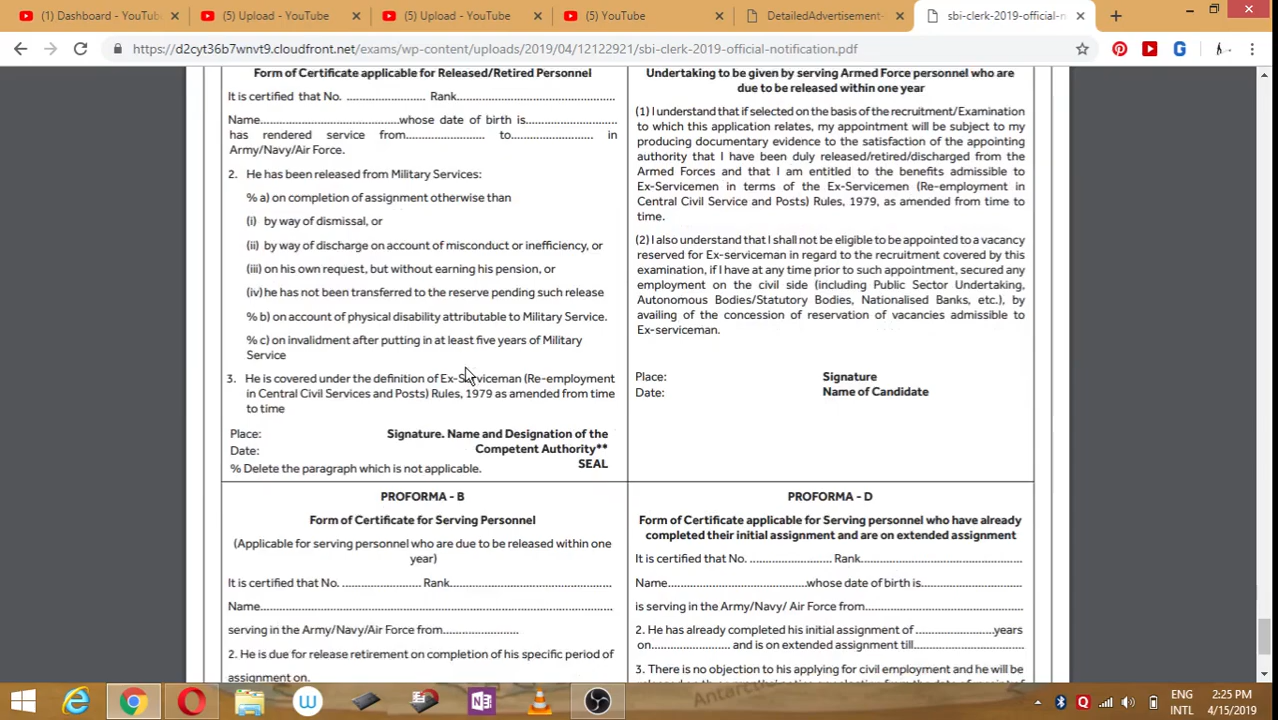 (1) Dashboard - YouTube
(5) Upload - YouTube
(5) Upload - YouTube
(5) YouTube
DetailedAdvertisement-
sbi-clerk-2019-official-n
https://d2cyt36b7wnvt9.cloudfront.net/exams/wp-content/uploads/2019/04/12122921/sbi-clerk-2019-official-notification.pdf
Form of Certificate applicable for Released/Retired Personnel
It is certified that No. ........................ Rank................................................
Name..........................................whose date of birth is............................
has rendered service from........................ to......................... in
Army/Navy/Air Force.
2. He has been released from Military Services:
% a) on completion of assignment otherwise than
(i) by way of dismissal, or
(ii) by way of discharge on account of misconduct or inefficiency, or
(iii) on his own request, but without earning his pension, or
(iv) he has not been transferred to the reserve pending such release
% b) on account of physical disability attributable to Military Service.
% c) on invalidment after putting in at least five years of Military
Service
3. He is covered under the definition of Ex-Serviceman (Re-employment
in Central Civil Services and Posts) Rules, 1979 as amended from time
to time
Place:
Signature. Name and Designation of the
Date:
Competent Authority**
SEAL
% Delete the paragraph which is not applicable.
Undertaking to be given by serving Armed Force personnel who are
due to be released within one year
(1) I understand that if selected on the basis of the recruitment/Examination
to which this application relates, my appointment will be subject to my
producing documentary evidence to the satisfaction of the appointing
authority that I have been duly released/retired/discharged from the
Armed Forces and that I am entitled to the benefits admissible to
Ex-Servicemen in terms of the Ex-Servicemen (Re-employment in
Central Civil Service and Posts) Rules, 1979, as amended from time to
time.
(2) I also understand that I shall not be eligible to be appointed to a vacancy
reserved for Ex-serviceman in regard to the recruitment covered by this
examination, if I have at any time prior to such appointment, secured any
employment on the civil side (including Public Sector Undertaking,
Autonomous Bodies/Statutory Bodies, Nationalised Banks, etc.), by
availing of the concession of reservation of vacancies admissible to
Ex-serviceman.
Place: Signature
Date: Name of Candidate
PROFORMA - B
Form of Certificate for Serving Personnel
(Applicable for serving personnel who are due to be released within one
year)
It is certified that No. ........................ Rank................................................
Name..............................................................................................................
serving in the Army/Navy/Air Force from........................
2. He is due for release retirement on completion of his specific period of
assignment on.
PROFORMA - D
Form of Certificate applicable for Serving personnel who have already
completed their initial assignment and are on extended assignment
It is certified that No. ......................... Rank................................................
Name..........................................whose date of birth is..............................
is serving in the Army/Navy/ Air Force from................................................
2. He has already completed his initial assignment of ........................years
on........................ and is on extended assignment till........................
3. There is no objection to his applying for civil employment and he will be
ENG
2:25 PM
INTL
4/15/2019